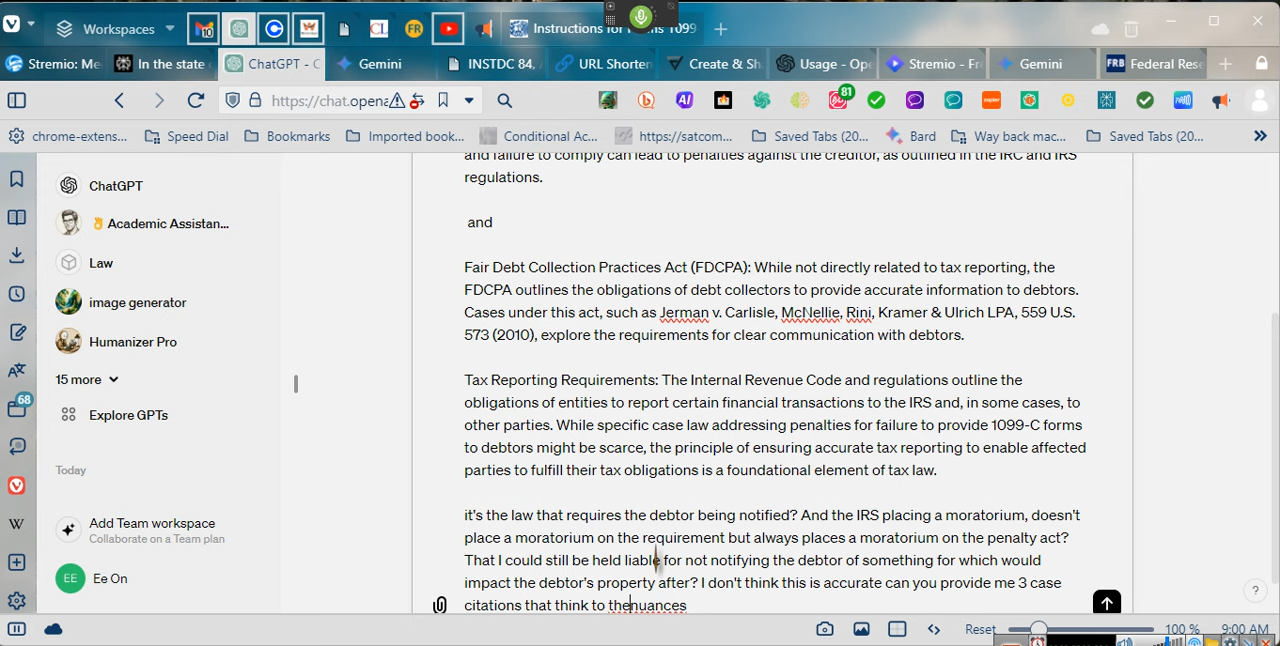 Workspaces
10
CL
FR
Instructions for
ms 1099
Stremio: Me
In the state
ChatGPT - C
Gemini
INSTDC 84,
URL Shorten
Create & Sh
Usage - Ope
Stremio - Fr
Gemini
FRB
Federal Rese
https://chat.opena
81
AI
chrome-extens...
Speed Dial
Bookmarks
Imported book...
Conditional Ac...
https://satcom...
Saved Tabs (20...
Bard
Way back mac...
Saved Tabs (20...
68
W
ChatGPT
Academic Assistan...
Law
image generator
Humanizer Pro
15 more
Explore GPTs
Today
Add Team workspace
Collaborate on a Team plan
EE
Ee On
and failure to comply can lead to penalties against the creditor, as outlined in the IRC and IRS
regulations.
and
Fair Debt Collection Practices Act (FDCPA): While not directly related to tax reporting, the
FDCPA outlines the obligations of debt collectors to provide accurate information to debtors.
Cases under this act, such as Jerman v. Carlisle, McNellie, Rini, Kramer & Ulrich LPA, 559 U.S.
573 (2010), explore the requirements for clear communication with debtors.
Tax Reporting Requirements: The Internal Revenue Code and regulations outline the
obligations of entities to report certain financial transactions to the IRS and, in some cases, to
other parties. While specific case law addressing penalties for failure to provide 1099-C forms
to debtors might be scarce, the principle of ensuring accurate tax reporting to enable affected
parties to fulfill their tax obligations is a foundational element of tax law.
it's the law that requires the debtor being notified? And the IRS placing a moratorium, doesn't
place a moratorium on the requirement but always places a moratorium on the penalty act?
That I could still be held liable for not notifying the debtor of something for which would
impact the debtor's property after? I don't think this is accurate can you provide me 3 case
citations that think to thenuances
?
Reset
100 %
9:00 AM